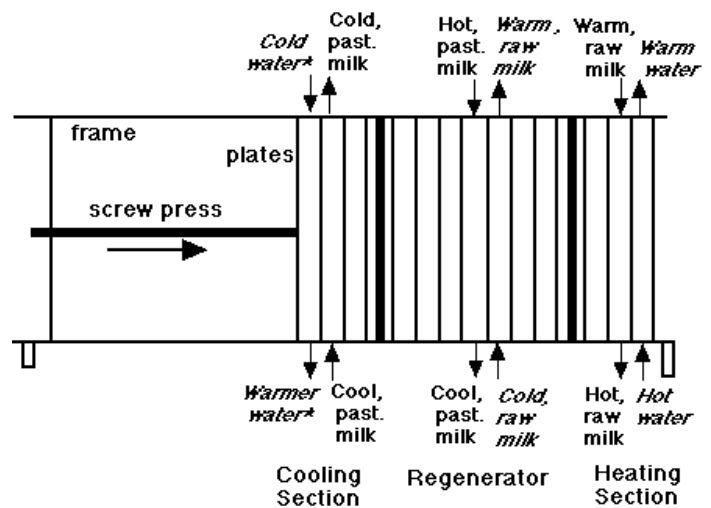 Cold water*
Cold, past. milk
Hot, past. milk
Warm, raw milk
Warm, raw milk
Warm water
frame
plates
screw press
Warmer water*
Cool, past. milk
Cool, past. milk
Cold, raw milk
Hot, raw milk
Hot water
Cooling Section
Regenerator
Heating Section